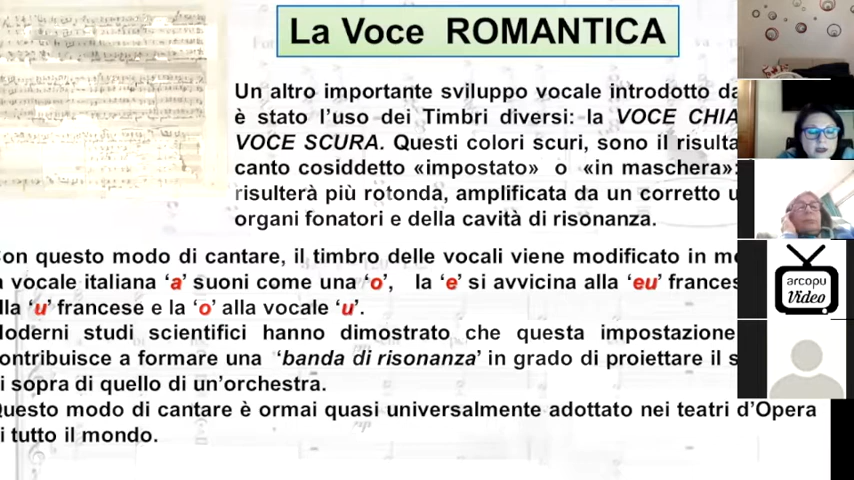 La Voce ROMANTICA
Un altro importante sviluppo vocale introdotto da
è stato l'uso dei Timbri diversi: la VOCE CHIA
VOCE SCURA. Questi colori scuri, sono il risulta
canto cosiddetto «impostato» o «in maschera»:
risulterà più rotonda, amplificata da un corretto u
organi fonatori e della cavità di risonanza.
on questo modo di cantare, il timbro delle vocali viene modificato in m
a vocale italiana 'a' suoni come una 'o', la 'e' si avvicina alla 'eu' frances
lla 'u' francese e la 'o' alla vocale 'u'.
oderni studi scientifici hanno dimostrato che questa impostazione
ontribuisce a formare una 'banda di risonanza' in grado di proiettare il s
i sopra di quello di un'orchestra.
uesto modo di cantare è ormai quasi universalmente adottato nei teatri d'Opera
i tutto il mondo.
arcopu
Video